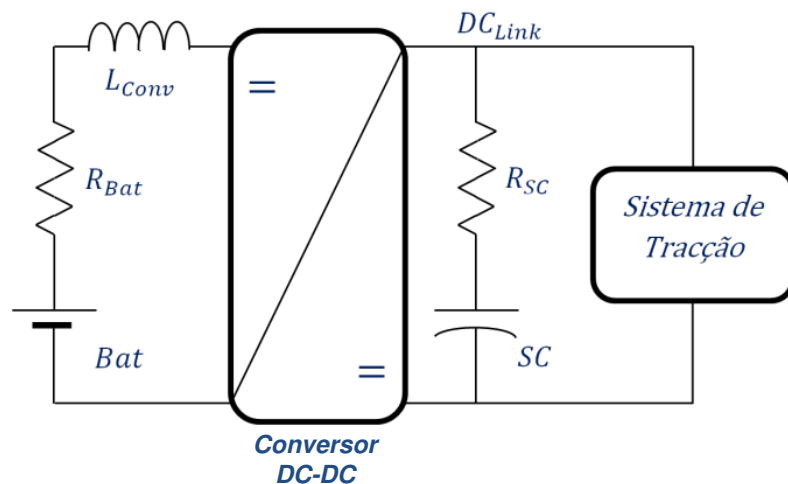 DC_Link
L_Conv
=
R_Bat
R_SC
Sistema de
Tracção
Bat
SC
=
Conversor
DC-DC